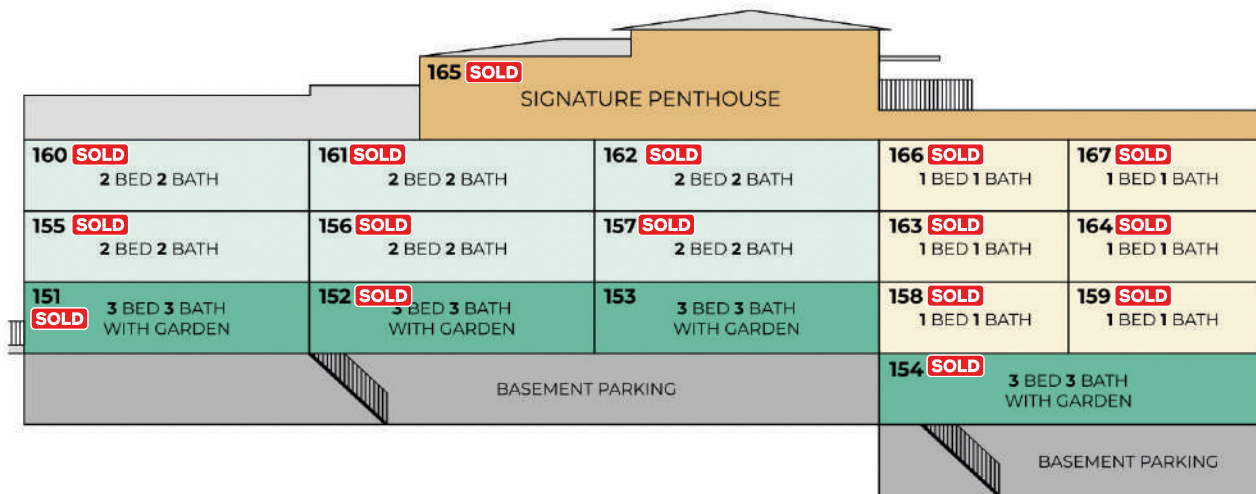 165 SOLD
SIGNATURE PENTHOUSE
160 SOLD
2 BED 2 BATH
161 SOLD
2 BED 2 BATH
162 SOLD
2 BED 2 BATH
166 SOLD
1 BED 1 BATH
167 SOLD
1 BED 1 BATH
155 SOLD
2 BED 2 BATH
156 SOLD
2 BED 2 BATH
157 SOLD
2 BED 2 BATH
163 SOLD
1 BED 1 BATH
164 SOLD
1 BED 1 BATH
151
SOLD
3 BED 3 BATH
WITH GARDEN
152 SOLD
3 BED 3 BATH
WITH GARDEN
153
3 BED 3 BATH
WITH GARDEN
158 SOLD
1 BED 1 BATH
159 SOLD
1 BED 1 BATH
BASEMENT PARKING
154 SOLD
3 BED 3 BATH
WITH GARDEN
BASEMENT PARKING